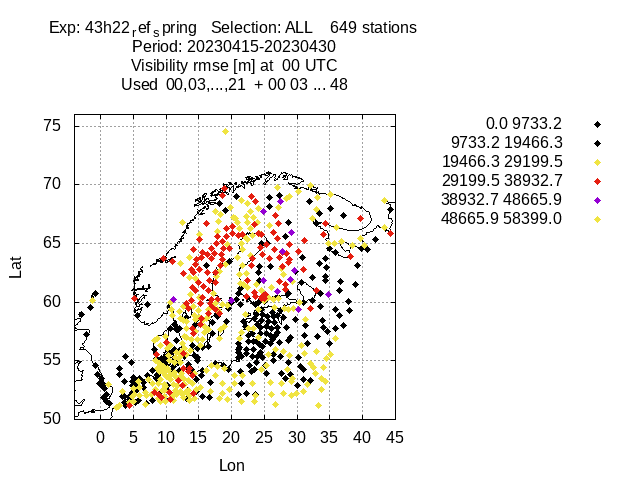 Exp: 43h22ref_spring   Selection: ALL    649 stations
Period: 20230415-20230430
Visibility rmse [m] at  00 UTC
Used  00,03,...,21  + 00 03 ... 48
0.0 9733.2
9733.2 19466.3
19466.3 29199.5
29199.5 38932.7
38932.7 48665.9
48665.9 58399.0
75
70
65
60
55
50
Lat
0 5 10 15 20 25 30 35 40 45
Lon